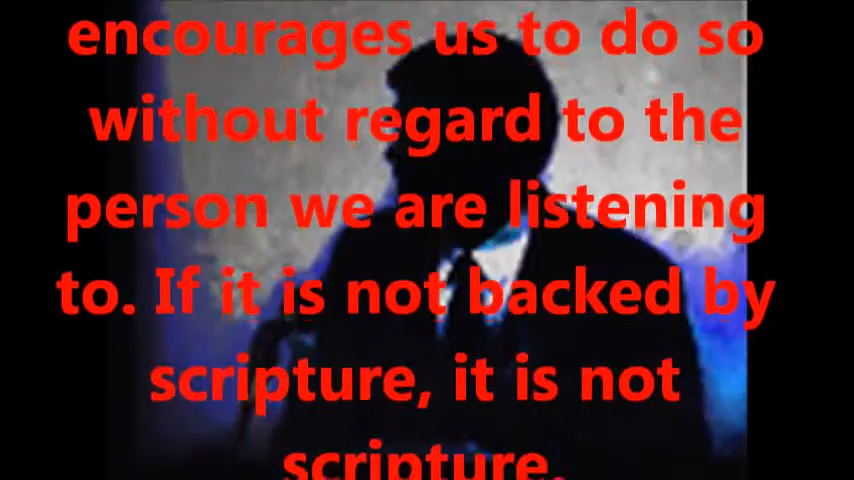 encourages us to do so
without regard to the
person we are listening
to. If it is not backed by
scripture, it is not
scripture.